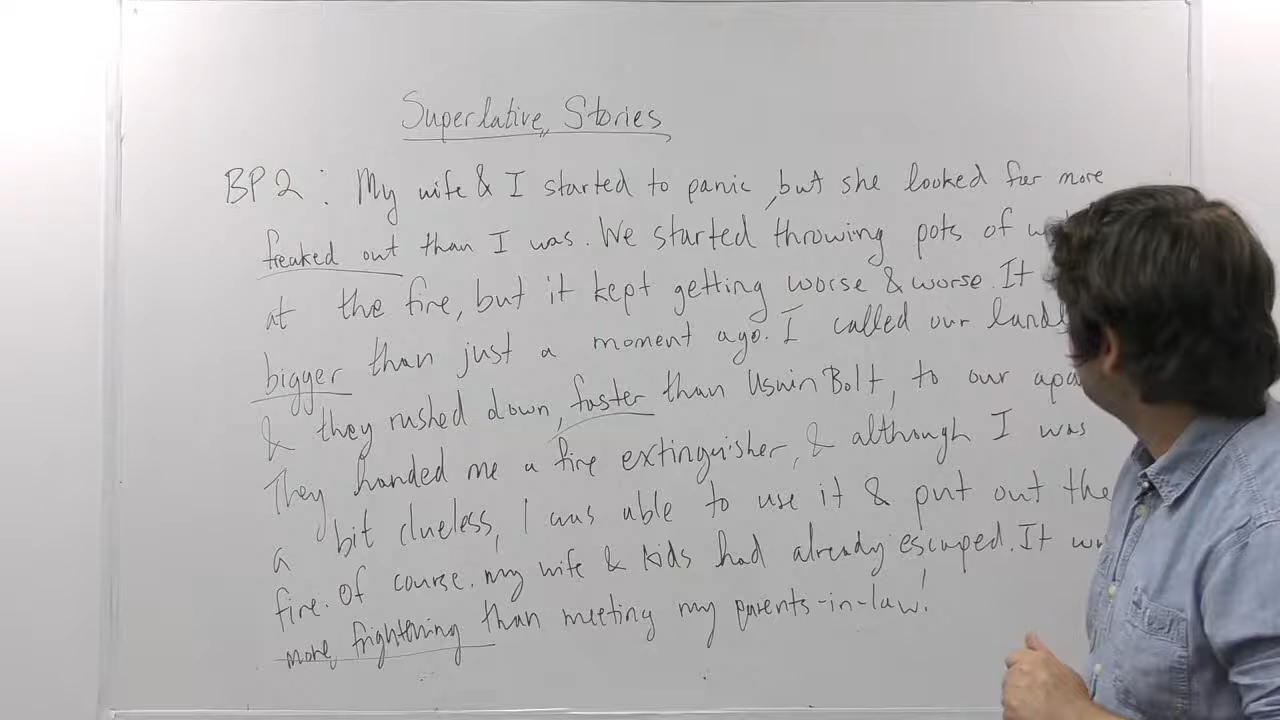 Superlative Stories
BP2: My wife & I started to panic, but she looked far more
freaked out than I was. We started throwing pots of
at the fire, but it kept getting worse & worse. It
bigger than just a moment ago. I called our
& they rushed down, faster than Usain Bolt, to our
They handed me a fire extinguisher, & although I was
a bit clueless, I was able to use it & put out the
fire. Of course, my wife & kids had already escaped. It
more frightening than meeting my parents-in-law!